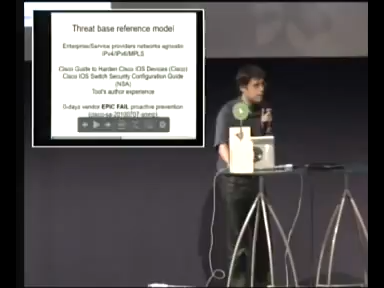 Threat base reference model
Enterprise/Service providers networks agnostic
IPv4/IPv6/MPLS
Cisco Guide to Harden Cisco IOS Devices (Cisco)
Cisco IOS Switch Security Configuration Guide
(NSA)
Tool's author experience
0-days vendor EPIC FAIL proactive prevention